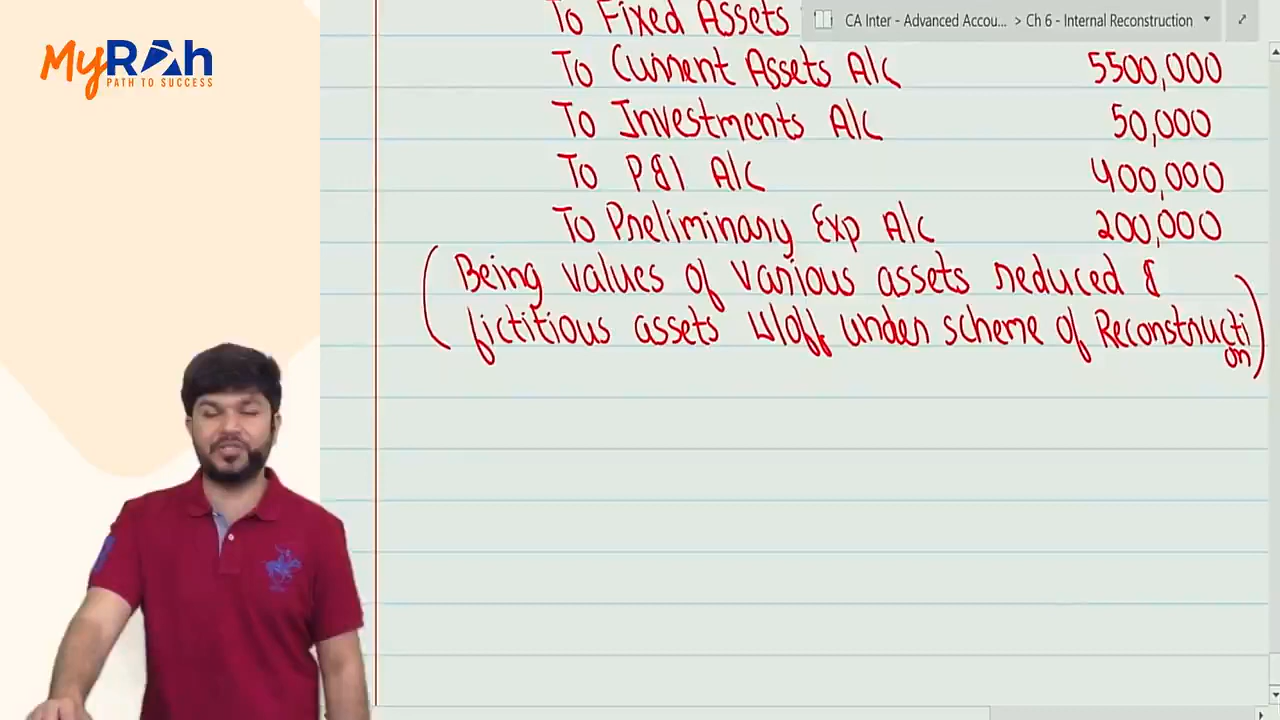 MyRAh
PATH TO SUCCESS
CA Inter - Advanced Accou... > Ch 6 - Internal Reconstruction
To Fixed Assets
To Current Assets A/c 5500,000
To Investments A/c 50,000
To P&l A/c 400,000
To Preliminary Exp A/c 200,000
(Being values of various assets reduced &
fictitious assets w/off under scheme of Reconstruction)